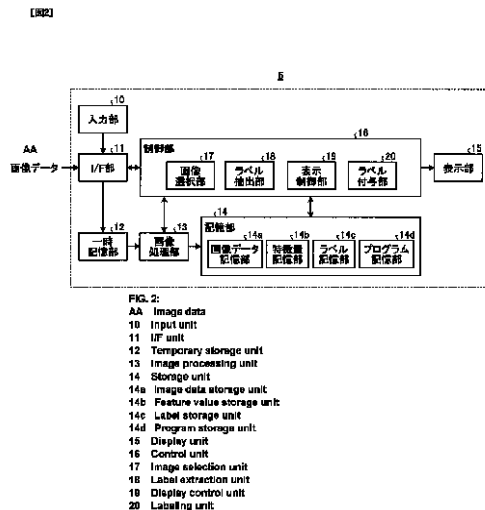 [図2]
5
10
入力部
AA
画像データ
11
I/F部
16
制御部
17
画像
選択部
18
ラベル
抽出部
19
表示
制御部
20
ラベル
付与部
15
表示部
12
一時
記憶部
13
画像
処理部
14
記憶部
14a
画像データ
記憶部
14b
特徴量
記憶部
14c
ラベル
記憶部
14d
プログラム
記憶部
FIG. 2:
AA Image data
10 Input unit
11 I/F unit
12 Temporary storage unit
13 Image processing unit
14 Storage unit
14a Image data storage unit
14b Feature value storage unit
14c Label storage unit
14d Program storage unit
15 Display unit
16 Control unit
17 Image selection unit
18 Label extraction unit
19 Display control unit
20 Labeling unit